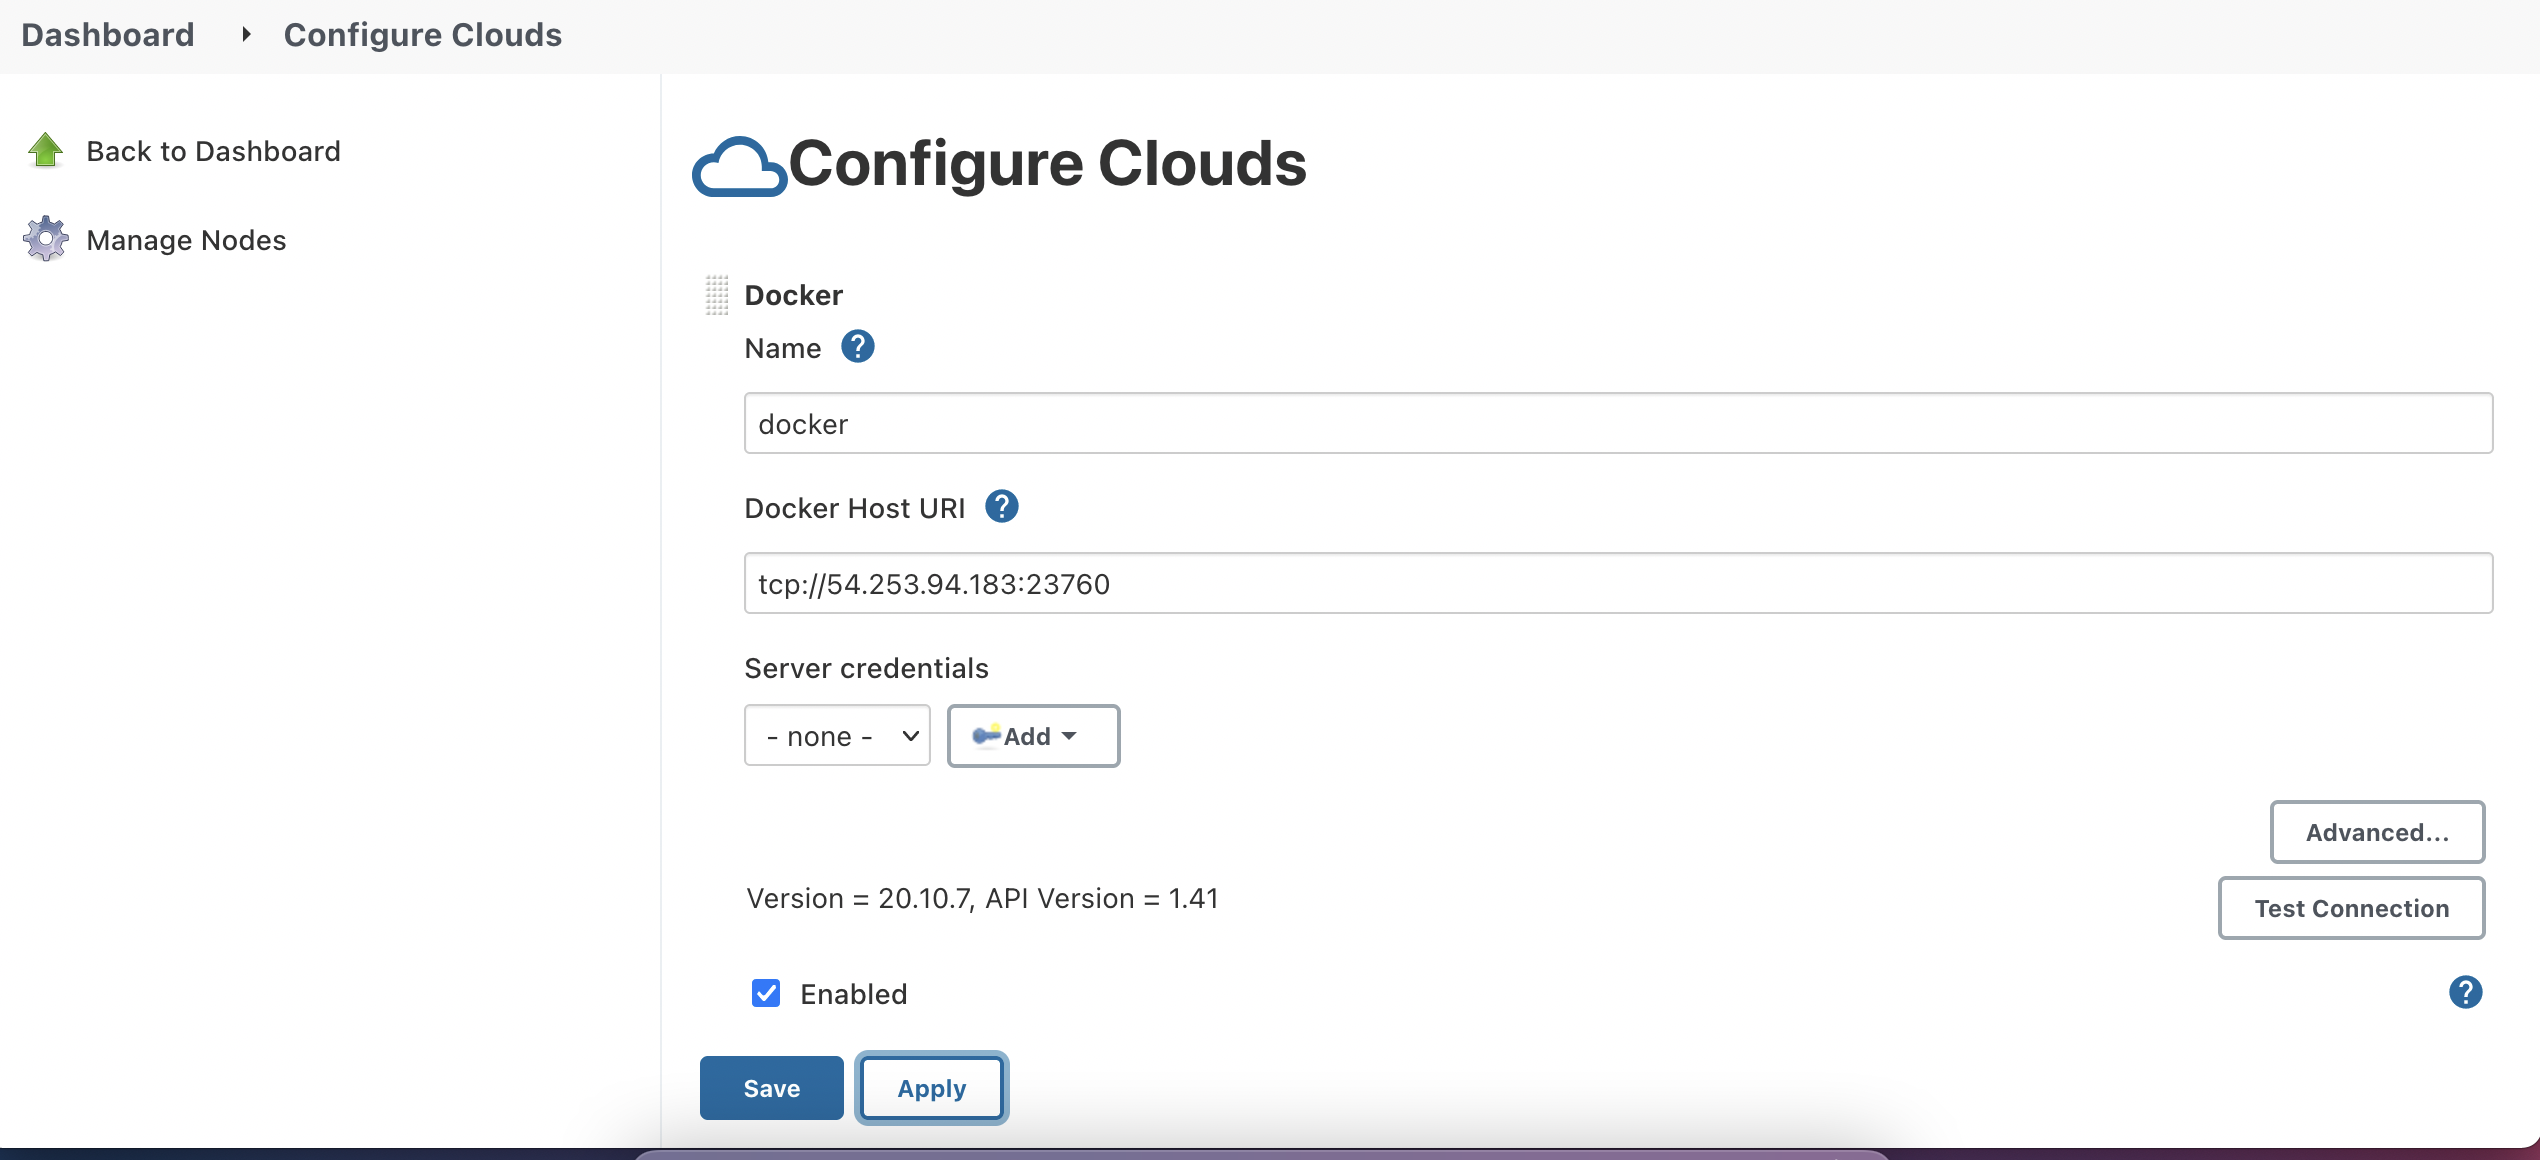 Dashboard Configure Clouds
Back to Dashboard
Manage Nodes
Configure Clouds
Docker
Name ?
docker
Docker Host URI ?
tcp://54.253.94.183:23760
Server credentials
- none - Add
Advanced...
Version = 20.10.7, API Version = 1.41
Test Connection
Enabled ?
Save Apply